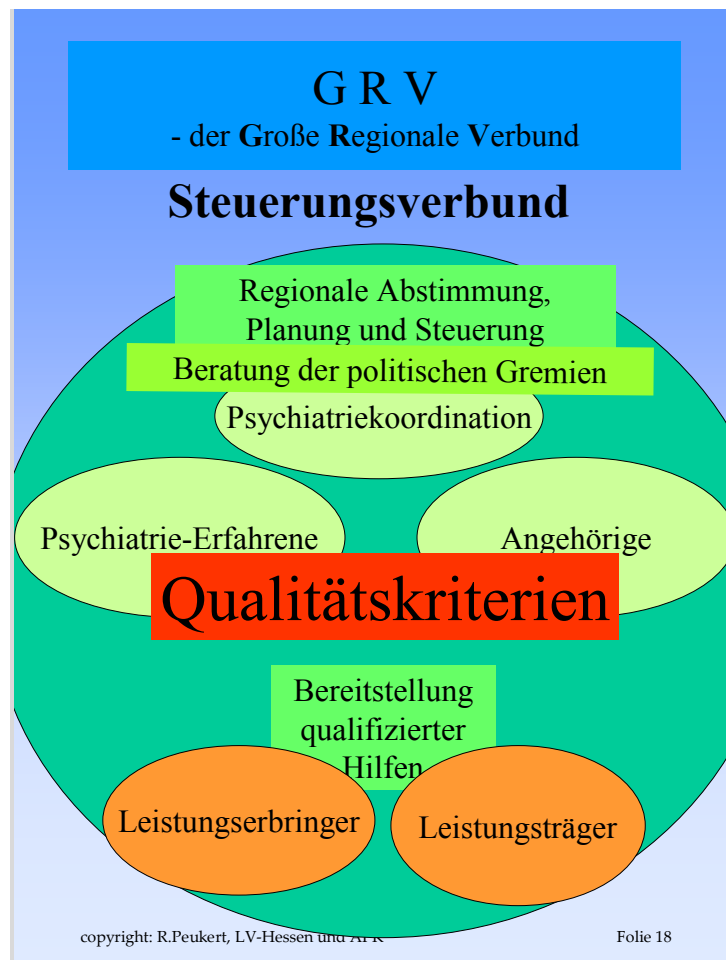 G R V
- der Große Regionale Verbund
Steuerungsverbund
Regionale Abstimmung,
Planung und Steuerung
Beratung der politischen Gremien
Psychiatriekoordination
Psychiatrie-Erfahrene
Angehörige
Qualitätskriterien
Bereitstellung
qualifizierter
Hilfen
Leistungserbringer
Leistungsträger
copyright: R.Peukert, LV-Hessen und
Folie 18